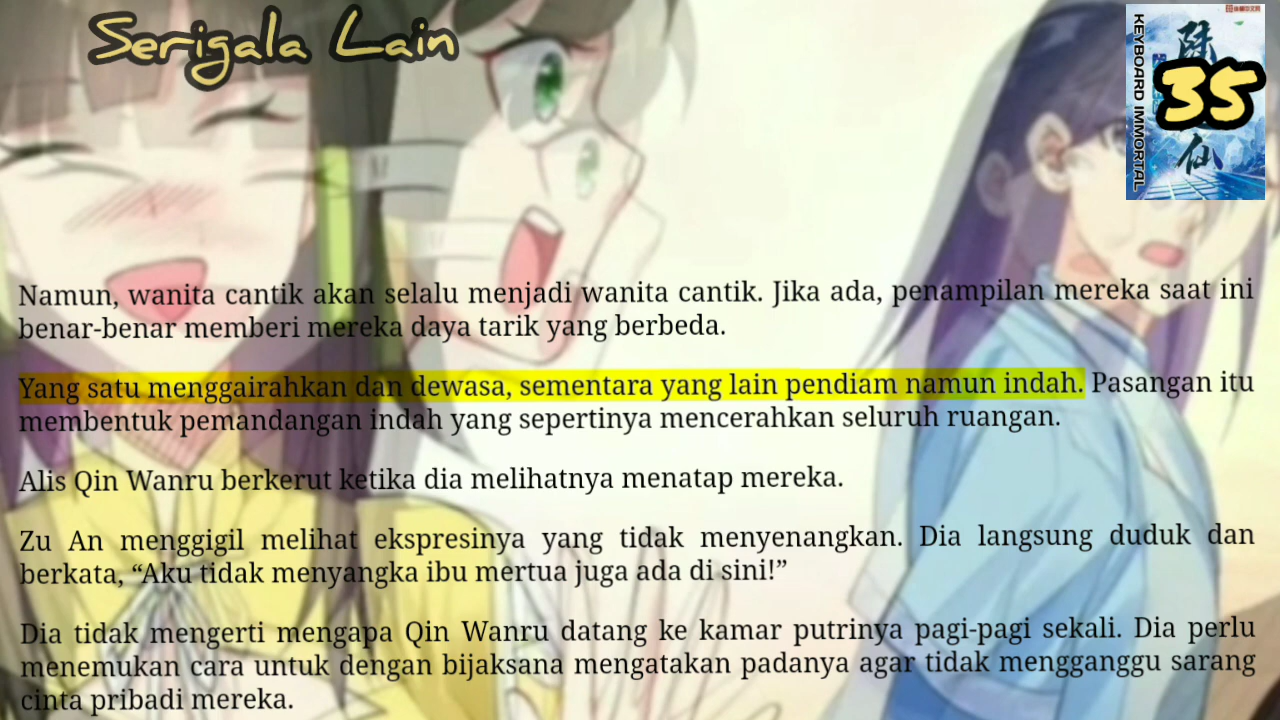 Serigala Lain
KEYBOARD IMMORTAL
陆
35
仙
Namun, wanita cantik akan selalu menjadi wanita cantik. Jika ada, penampilan mereka saat ini
benar-benar memberi mereka daya tarik yang berbeda.
Yang satu menggairahkan dan dewasa, sementara yang lain pendiam namun indah. Pasangan itu
membentuk pemandangan indah yang sepertinya mencerahkan seluruh ruangan.
Alis Qin Wanru berkerut ketika dia melihatnya menatap mereka.
Zu An menggigil melihat ekspresinya yang tidak menyenangkan. Dia langsung duduk dan
berkata, “Aku tidak menyangka ibu mertua juga ada di sini!”
Dia tidak mengerti mengapa Qin Wanru datang ke kamar putrinya pagi-pagi sekali. Dia perlu
menemukan cara untuk dengan bijaksana mengatakan padanya agar tidak mengganggu sarang
cinta pribadi mereka.